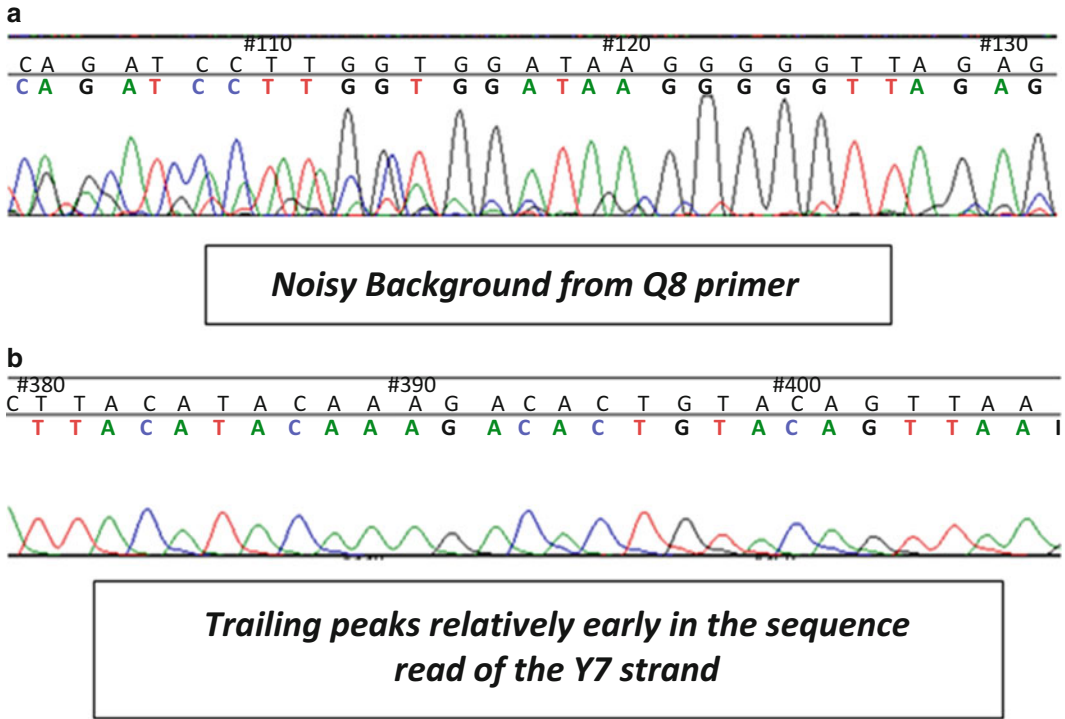 a
#110 #120 #130
C A G A T C C T T G G T G G A T A A G G G G G T T A G A G
C A G A T C C T T G G T G G A T A A G G G G G T T A G A G
Noisy Background from Q8 primer
b
#380 #390 #400
C T T A C A T A C A A A G A C A C T G T A C A G T T A A
T T A C A T A C A A A G A C A C T G T A C A G T T A A
Trailing peaks relatively early in the sequence
read of the Y7 strand